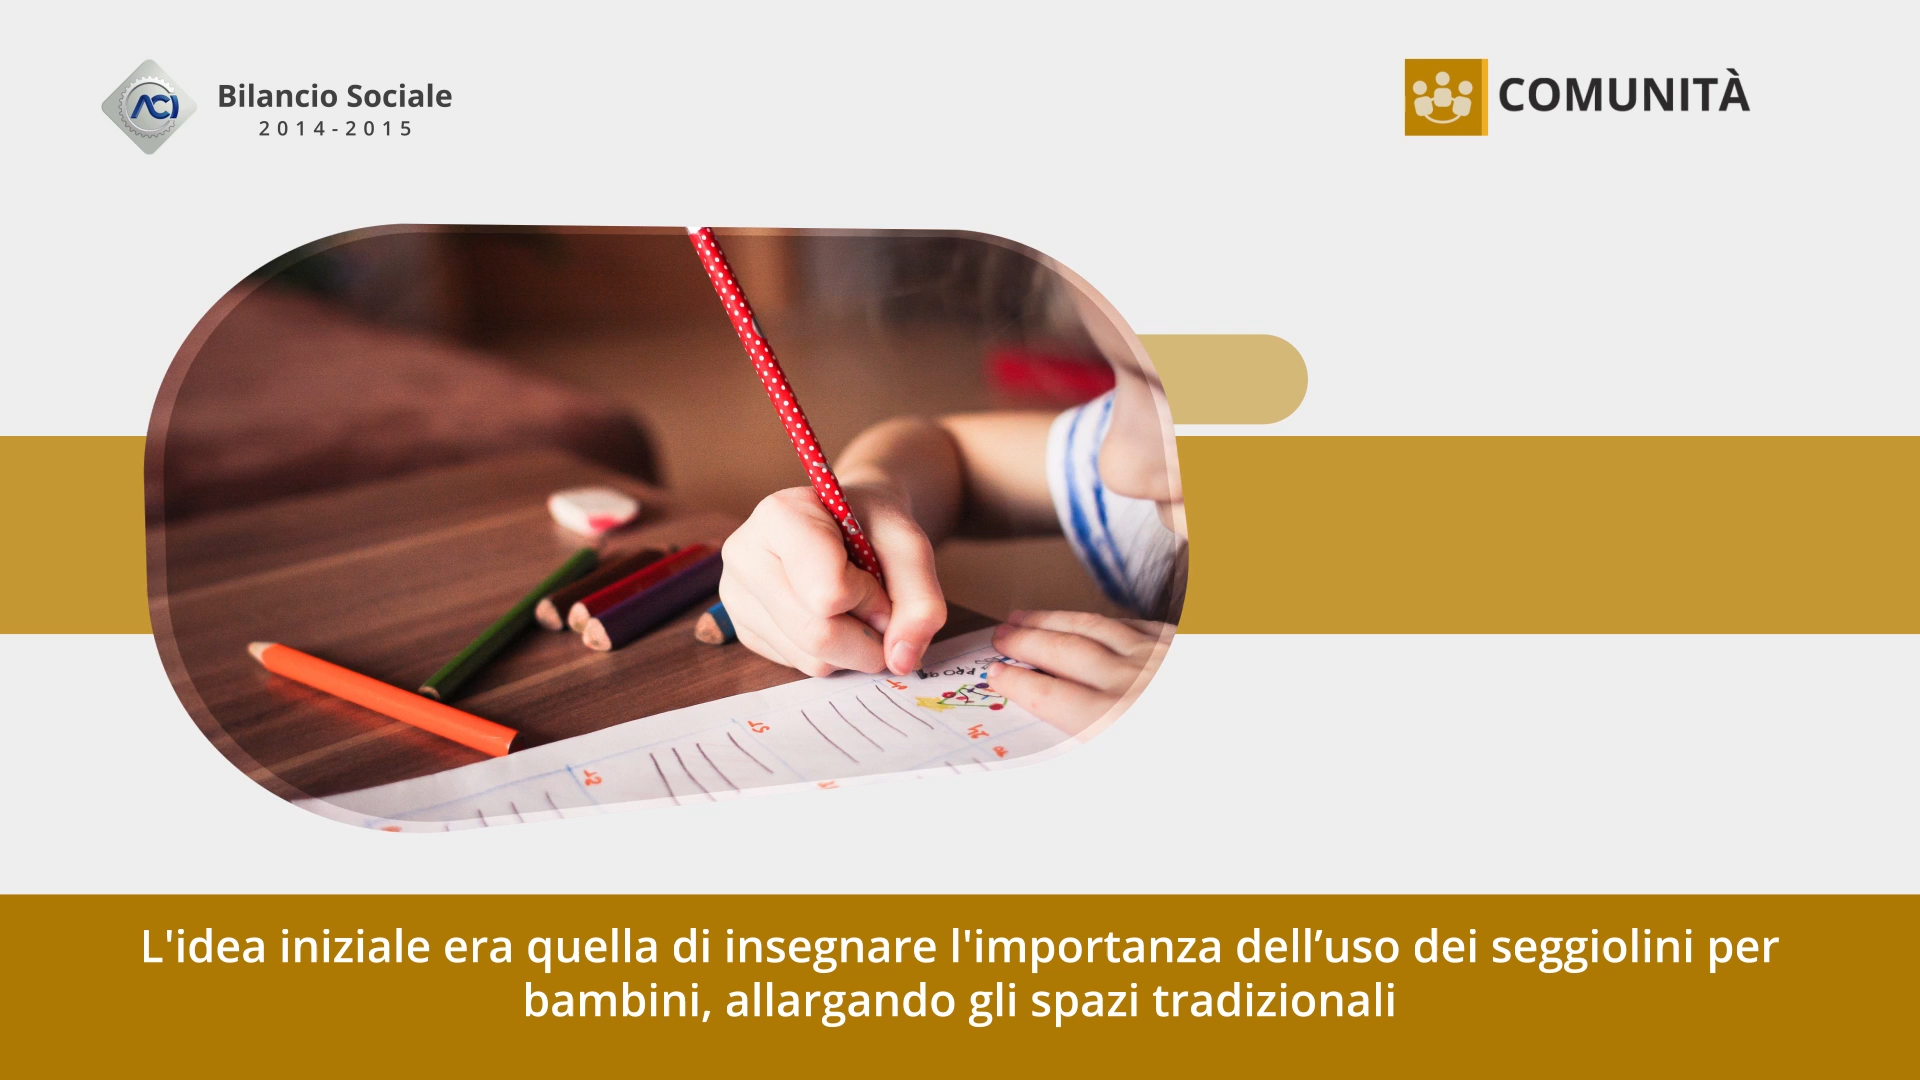 ACI
Bilancio Sociale
2014-2015
COMUNITÀ
L'idea iniziale era quella di insegnare l'importanza dell’uso dei seggiolini per
bambini, allargando gli spazi tradizionali